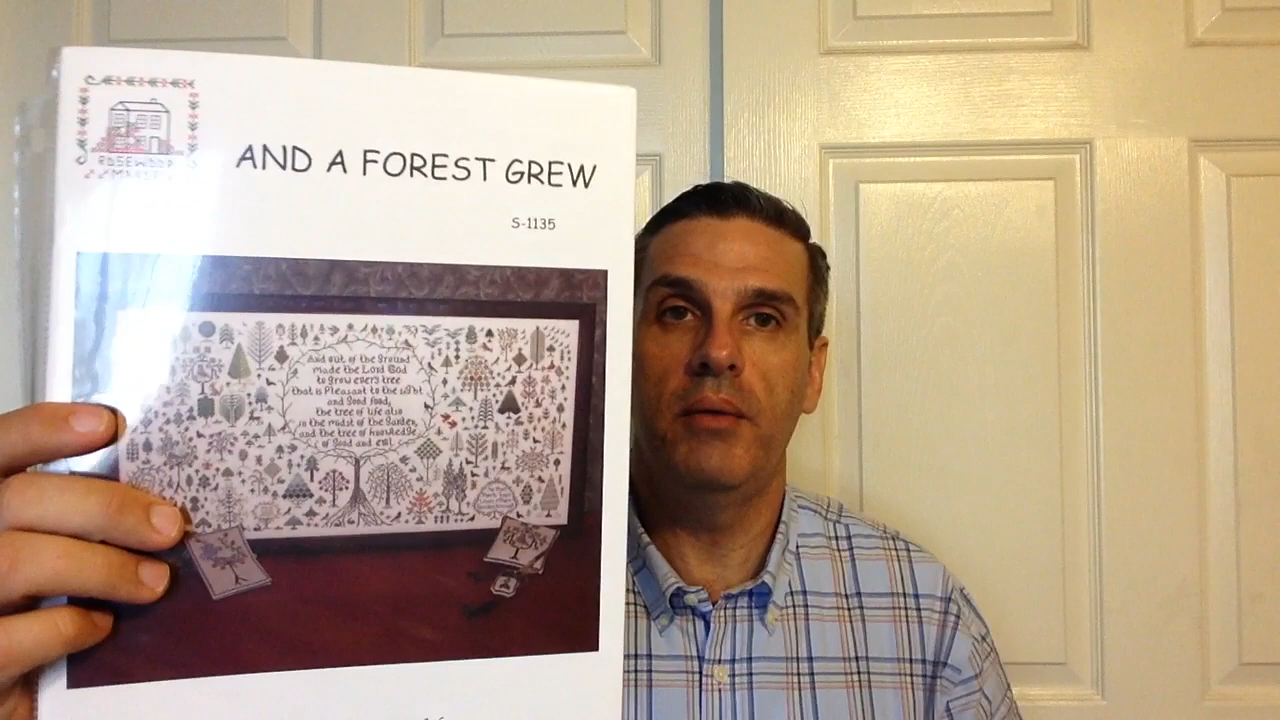 ROSEWOOD
MANOR
AND A FOREST GREW
S-1135
And out of the Ground
made the Lord God
to Grow every tree
that is Pleasant to the sight
and Good food,
the tree of life also
in the midst of the Garden,
and the tree of knowledge
of Good and evil